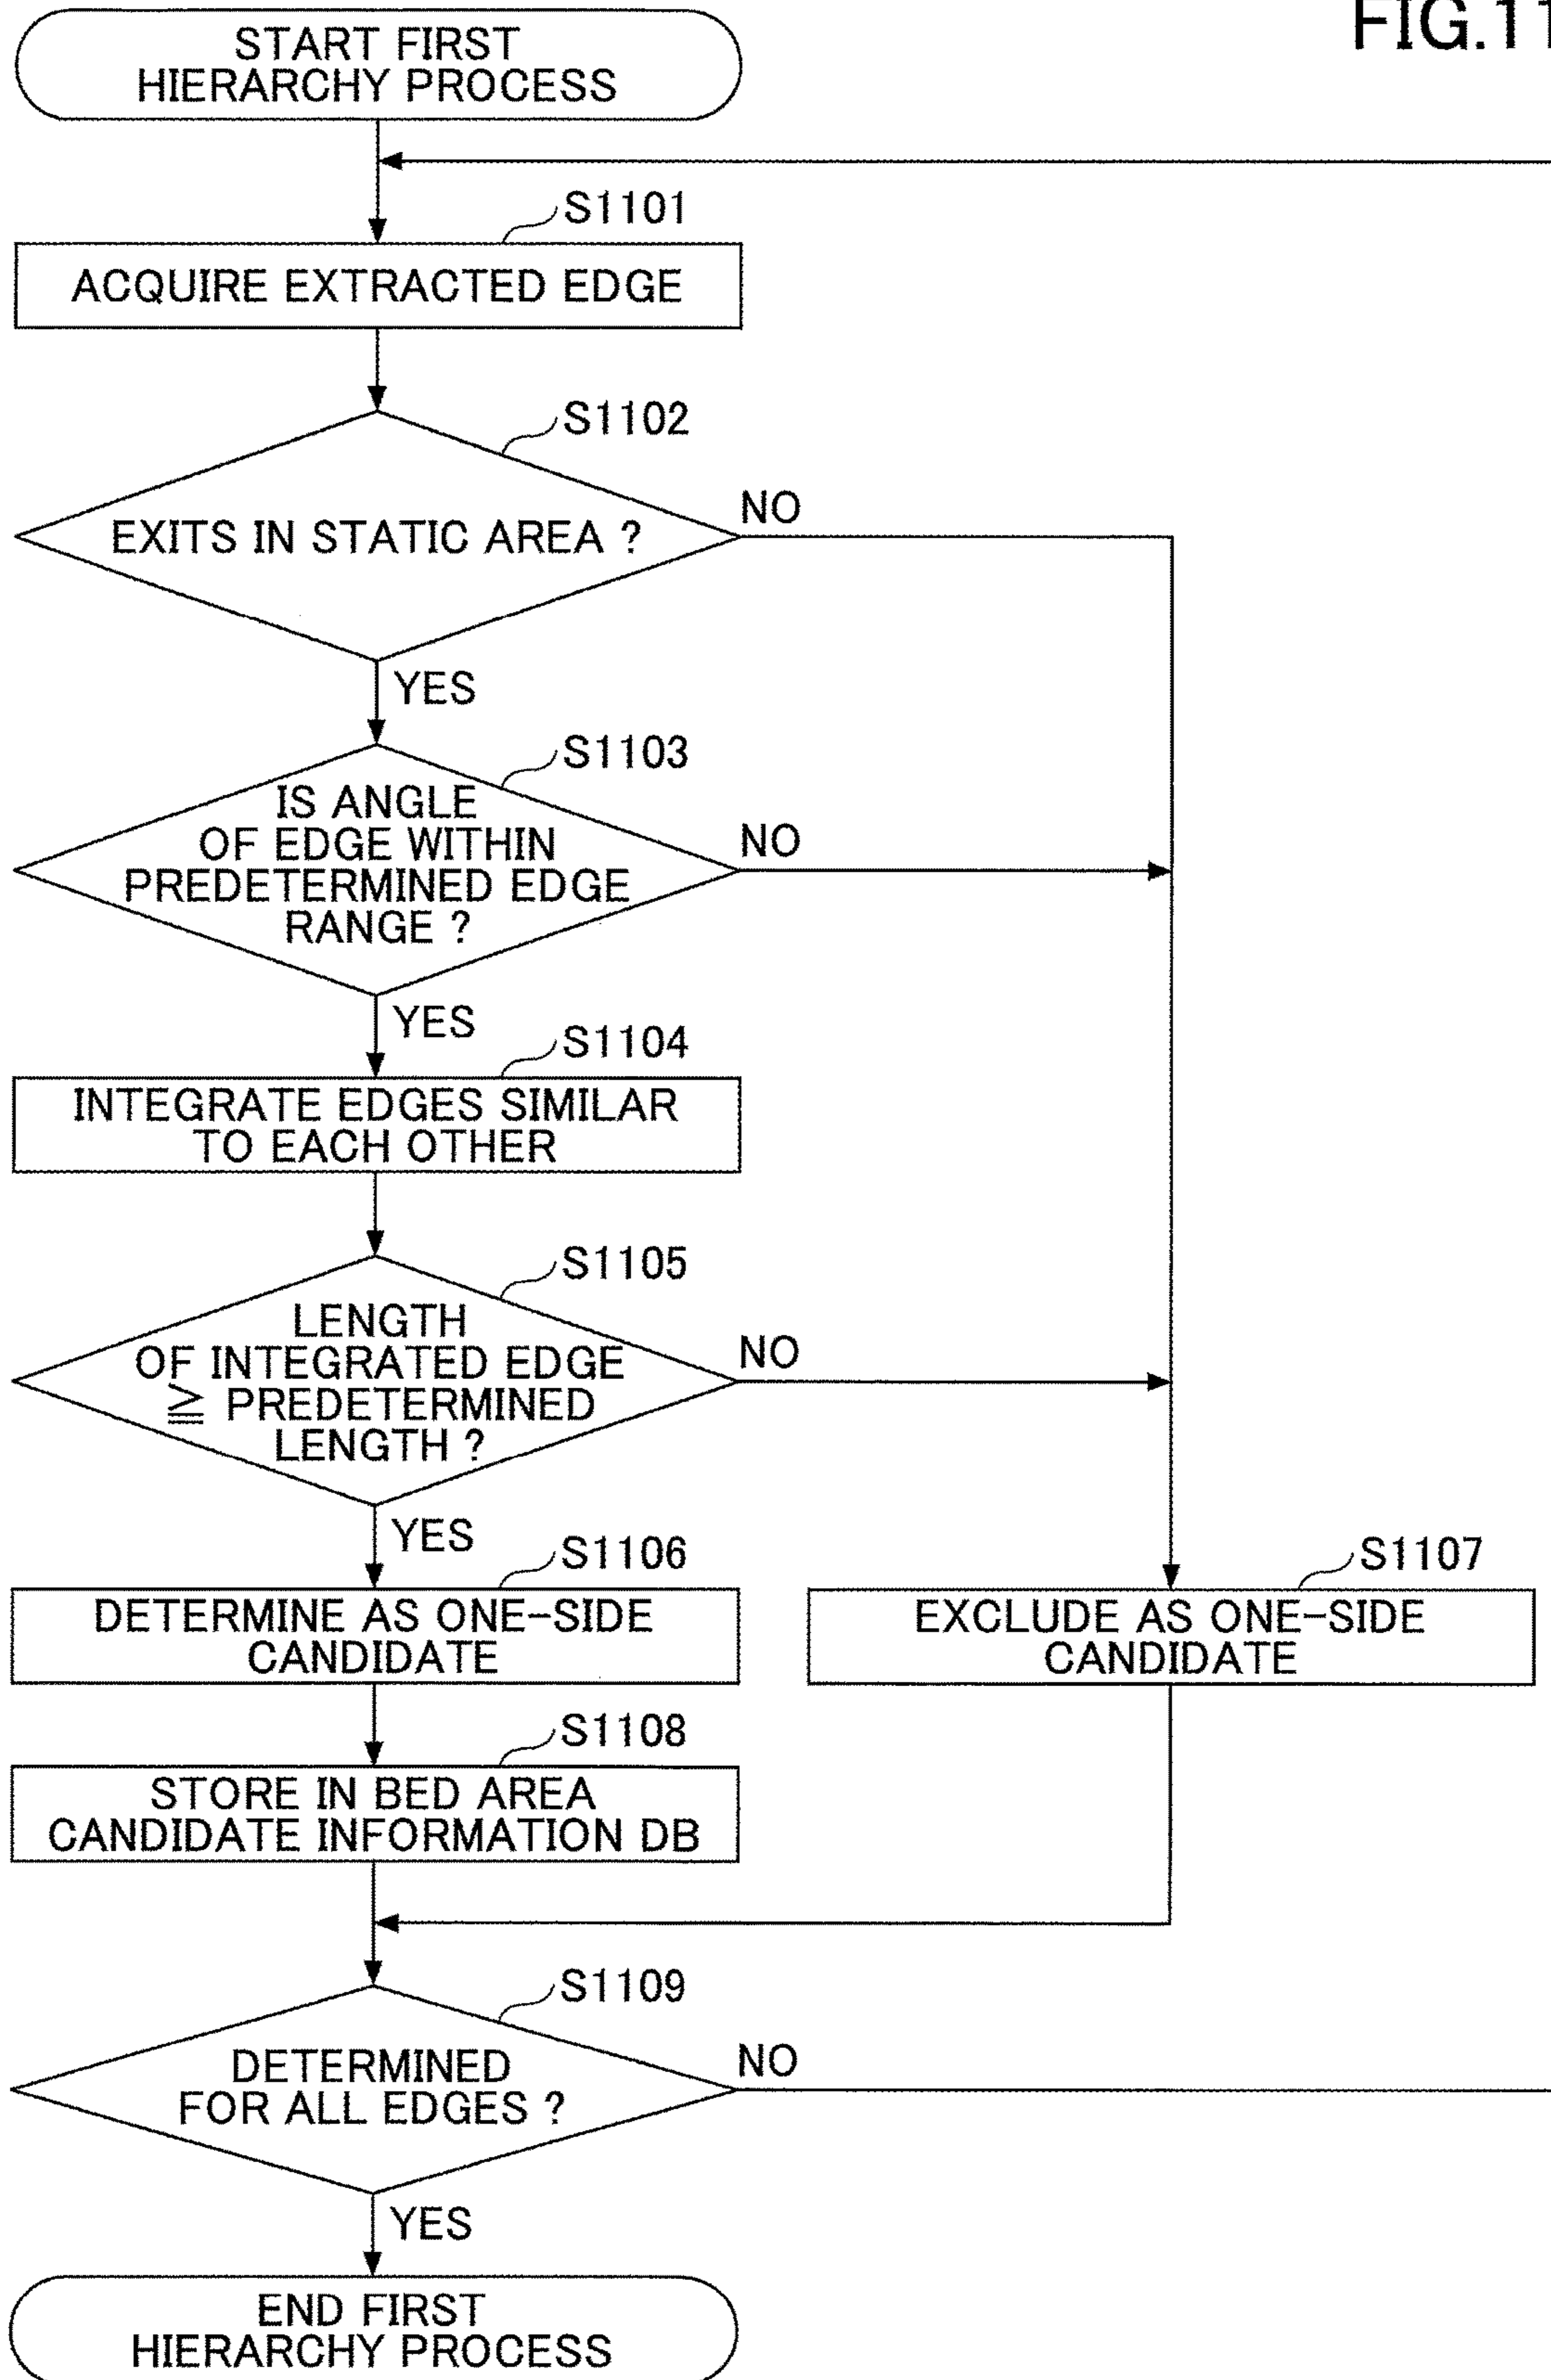 FIG.11
START FIRST
HIERARCHY PROCESS
S1101
ACQUIRE EXTRACTED EDGE
S1102
EXITS IN STATIC AREA ?
NO
YES
S1103
IS ANGLE
OF EDGE WITHIN
PREDETERMINED EDGE
RANGE ?
NO
YES
S1104
INTEGRATE EDGES SIMILAR
TO EACH OTHER
S1105
LENGTH
OF INTEGRATED EDGE
≧ PREDETERMINED
LENGTH ?
NO
YES
S1106
DETERMINE AS ONE-SIDE
CANDIDATE
S1107
EXCLUDE AS ONE-SIDE
CANDIDATE
S1108
STORE IN BED AREA
CANDIDATE INFORMATION DB
S1109
DETERMINED
FOR ALL EDGES ?
NO
YES
END FIRST
HIERARCHY PROCESS